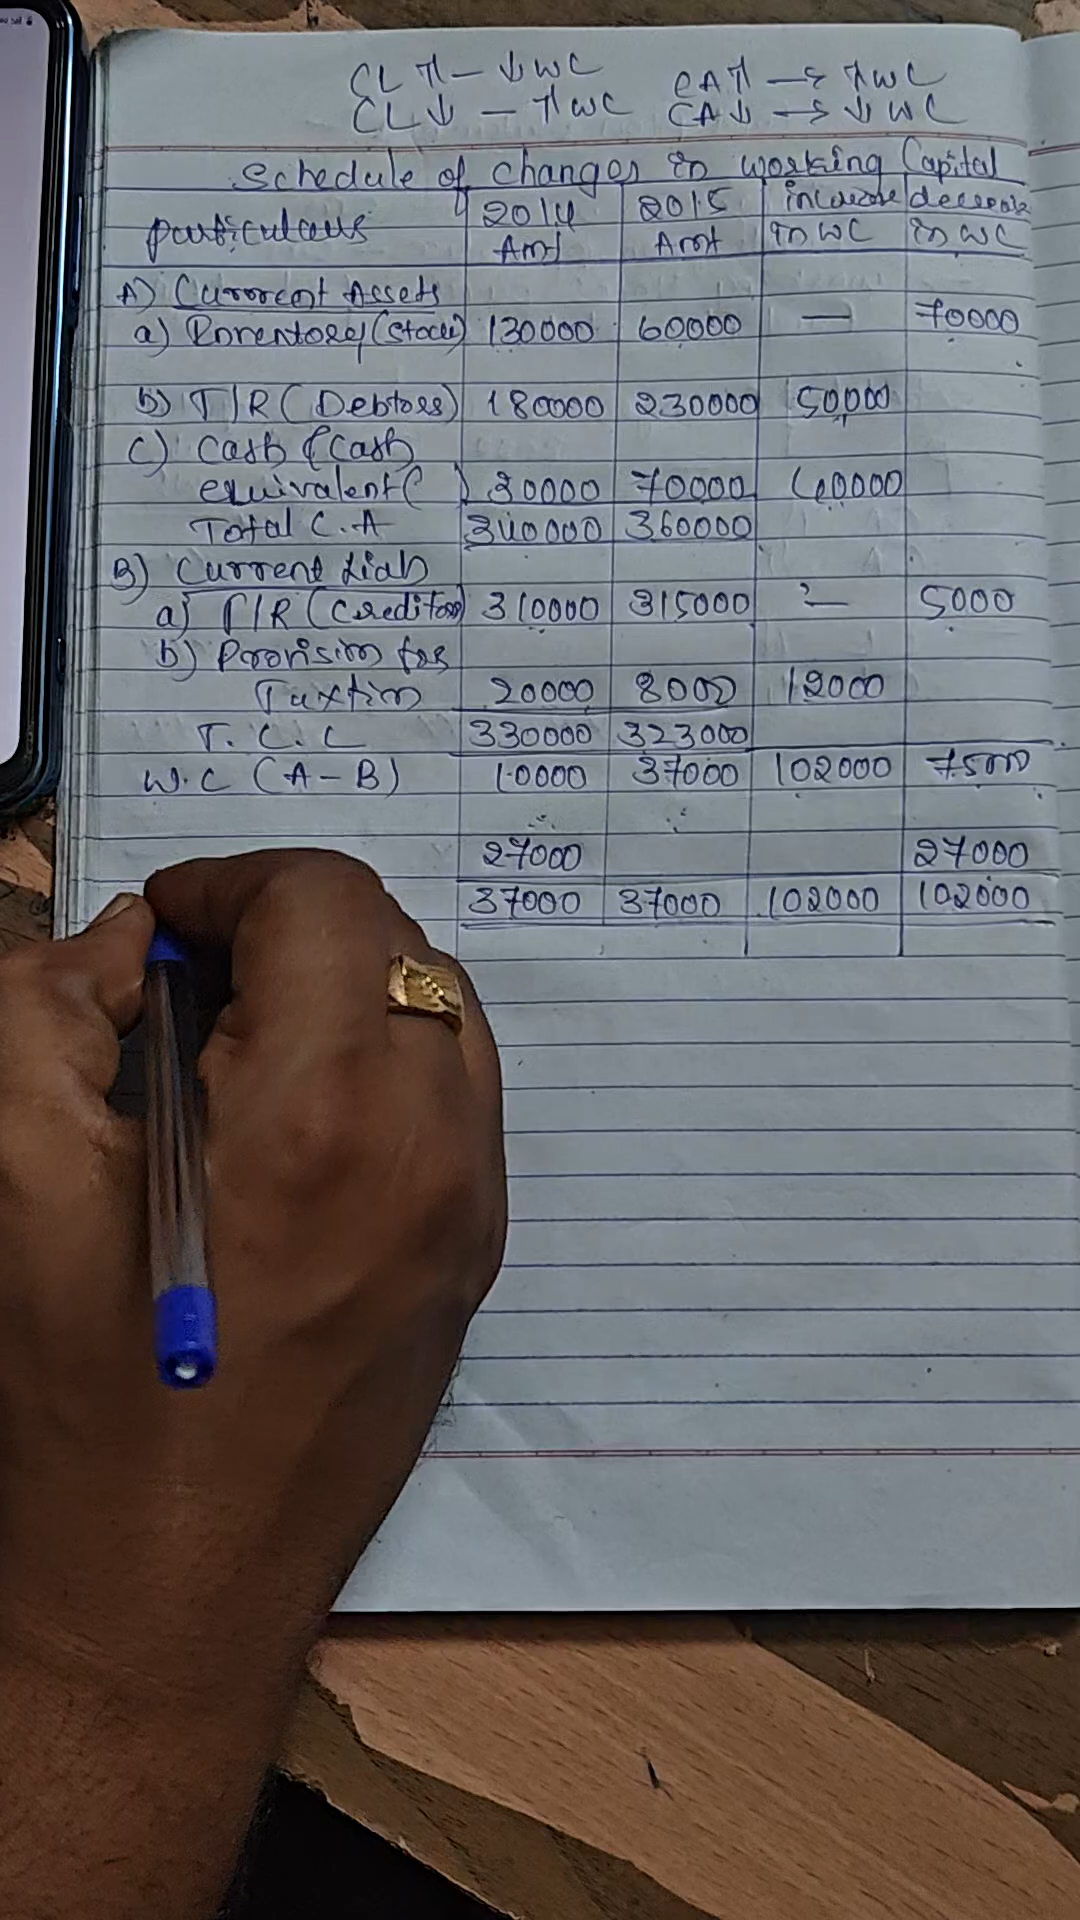 CL ↑ – ↓ WC   CA ↑ → ↑ WC
CL ↓ – ↑ WC   CA ↓ → ↓ WC
Schedule of changes in working Capital
particulars 2014 Amt 2015 Amt increase in WC decrease in WC
A) Current Assets
a) Inventory (stock) 130000 60000 — 70000
b) T/R (Debtors) 180000 230000 50000
c) Cash & Cash
equivalent ( ) 30000 70000 40000
Total C.A 340000 360000
B) Current Liab
a) T/R (Creditors) 310000 315000 — 5000
b) Provision for
Taxtion 20000 8000 12000
T. C. L 330000 323000
W.C (A – B) 10000 37000 102000 75000
27000 27000
37000 37000 102000 102000